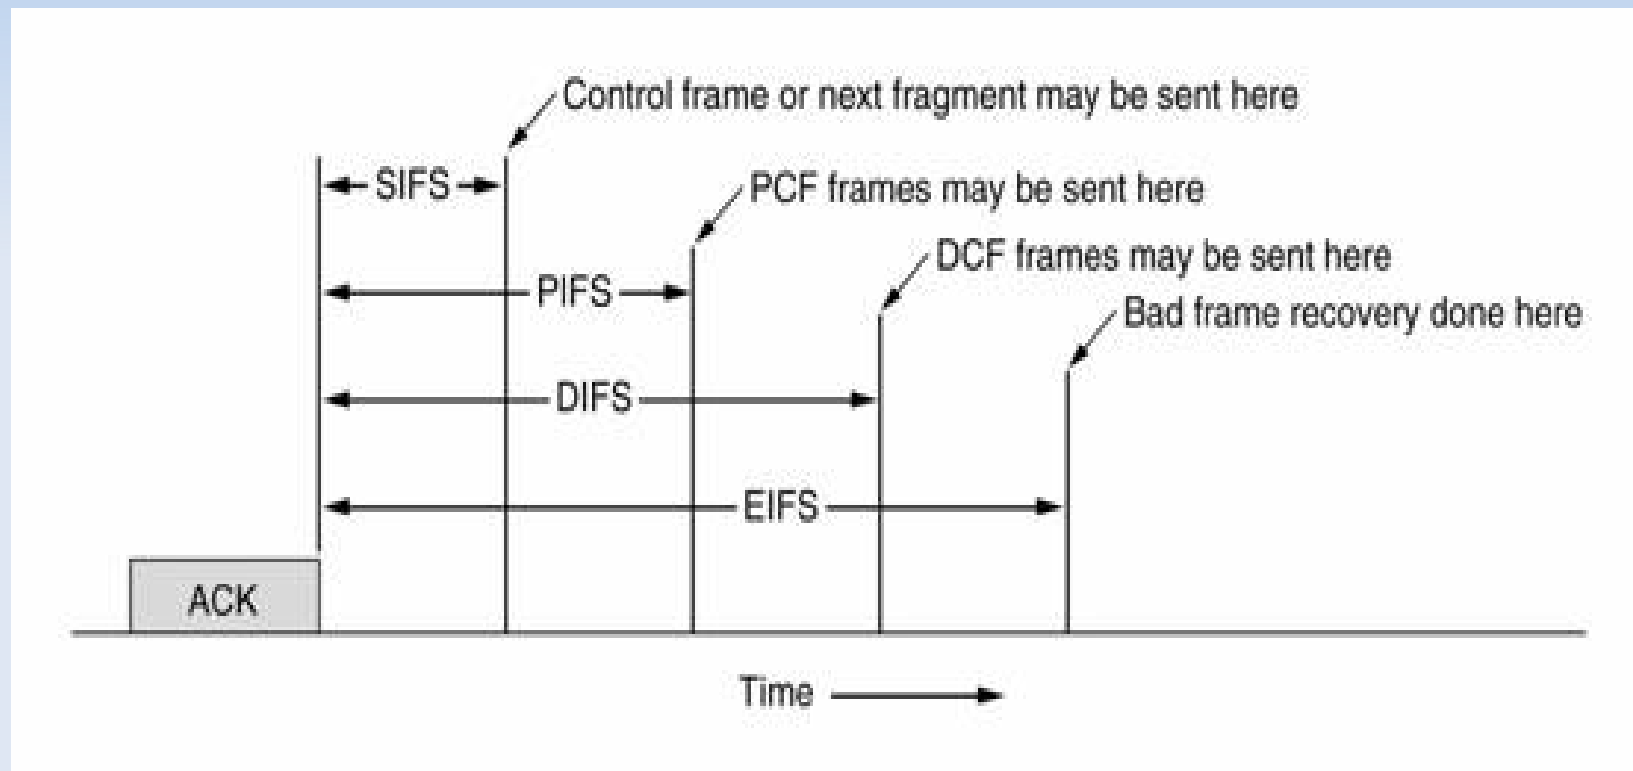 Control frame or next fragment may be sent here
SIFS
PCF frames may be sent here
PIFS
DCF frames may be sent here
Bad frame recovery done here
DIFS
EIFS
ACK
Time